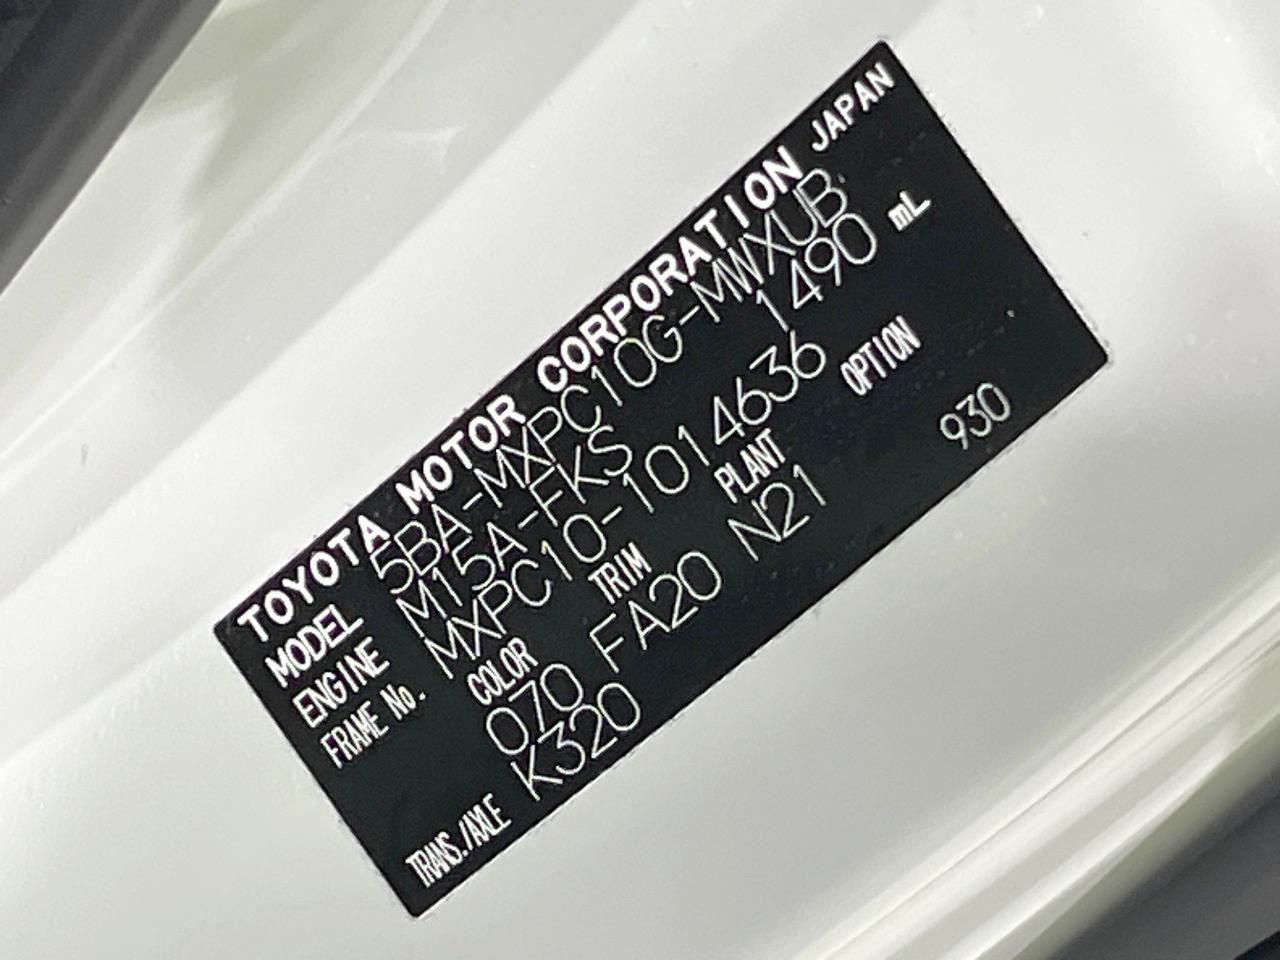 TOYOTA MOTOR CORPORATION JAPAN
MODEL 5BA-MXPC10G-MWXUB
ENGINE M15A-FKS 1490 mL
FRAME No. MXPC10-1014636
COLOR TRIM PLANT OPTION
070 FA20 N21 930
TRANS./AXLE K320